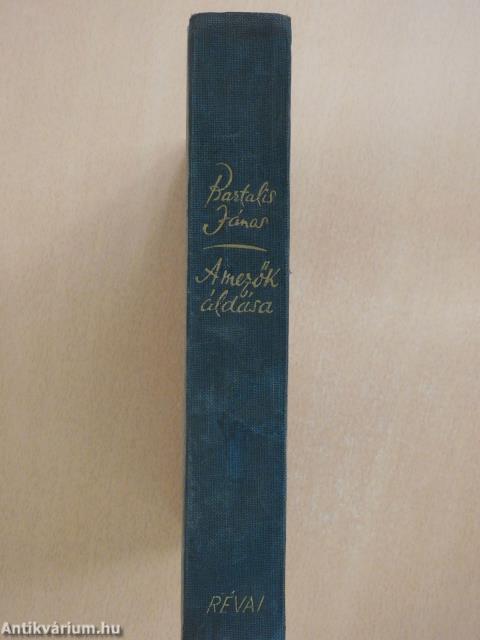 Bartalis
János
A mezők
áldása
RÉVAI
Antikvárium.hu